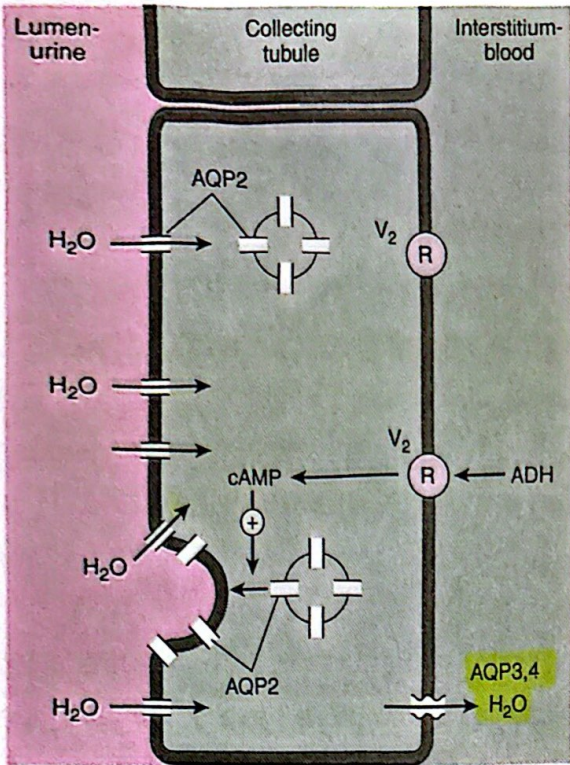 Lumen-
urine
Collecting
tubule
Interstitium-
blood
AQP2
H₂O
V₂
R
H₂O
V₂
cAMP
R
ADH
+
H₂O
AQP2
AQP3,4
H₂O
H₂O